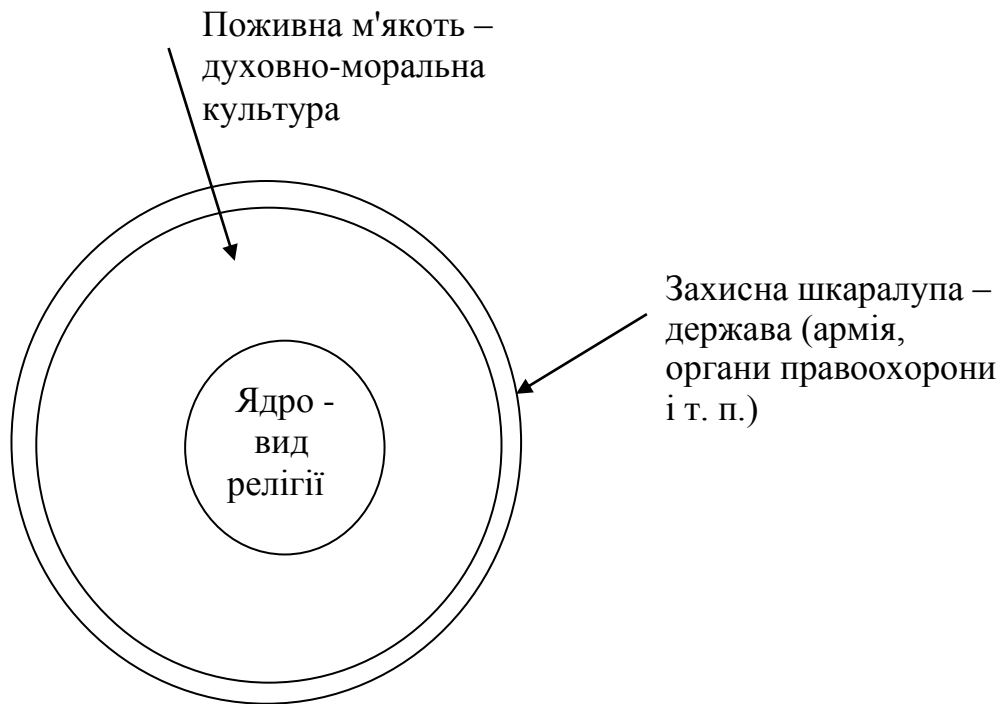 Поживна м'якоть –
духовно-моральна
культура
Захисна шкаралупа –
держава (армія,
органи правоохорони
і т. п.)
Ядро -
вид
релігії